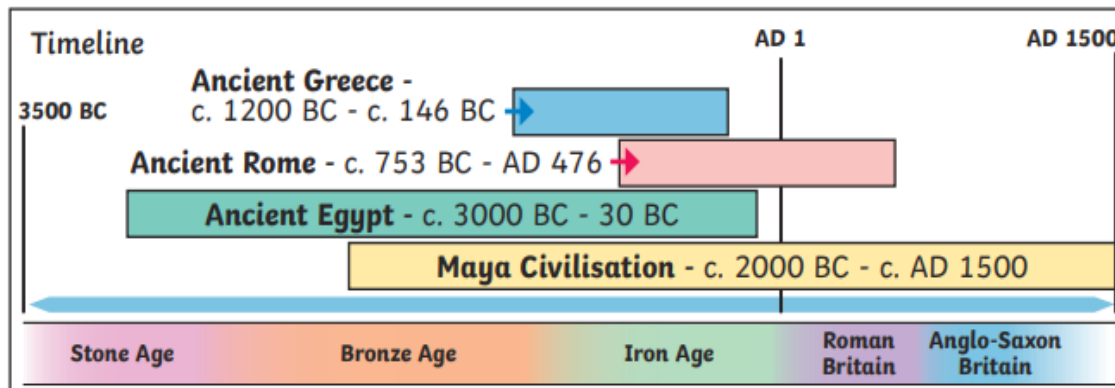 Timeline
AD 1
AD 1500
3500 BC
Ancient Greece -
c. 1200 BC - c. 146 BC
Ancient Rome - c. 753 BC - AD 476
Ancient Egypt - c. 3000 BC - 30 BC
Maya Civilisation - c. 2000 BC - c. AD 1500
Stone Age
Bronze Age
Iron Age
Roman
Britain
Anglo-Saxon
Britain